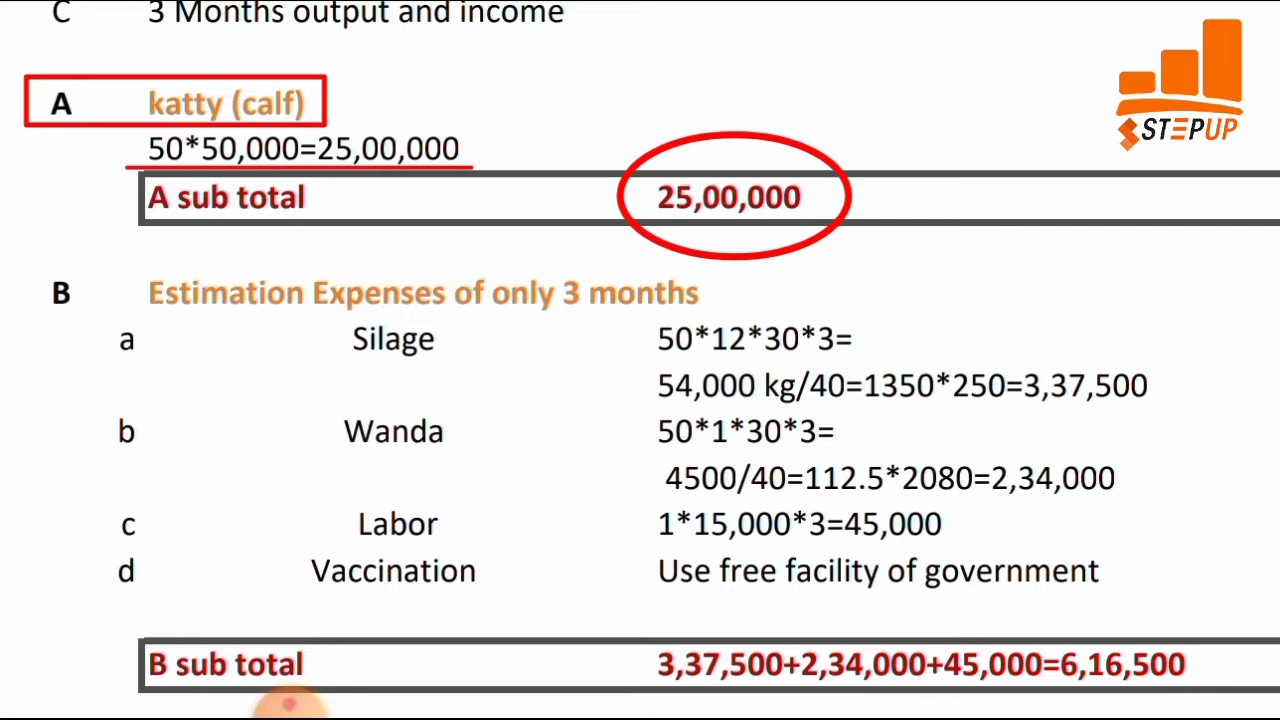 C 3 Months output and income
STEPUP
A katty (calf)
50*50,000=25,00,000
A sub total 25,00,000
B Estimation Expenses of only 3 months
a Silage 50*12*30*3=
54,000 kg/40=1350*250=3,37,500
b Wanda 50*1*30*3=
4500/40=112.5*2080=2,34,000
c Labor 1*15,000*3=45,000
d Vaccination Use free facility of government
B sub total 3,37,500+2,34,000+45,000=6,16,500